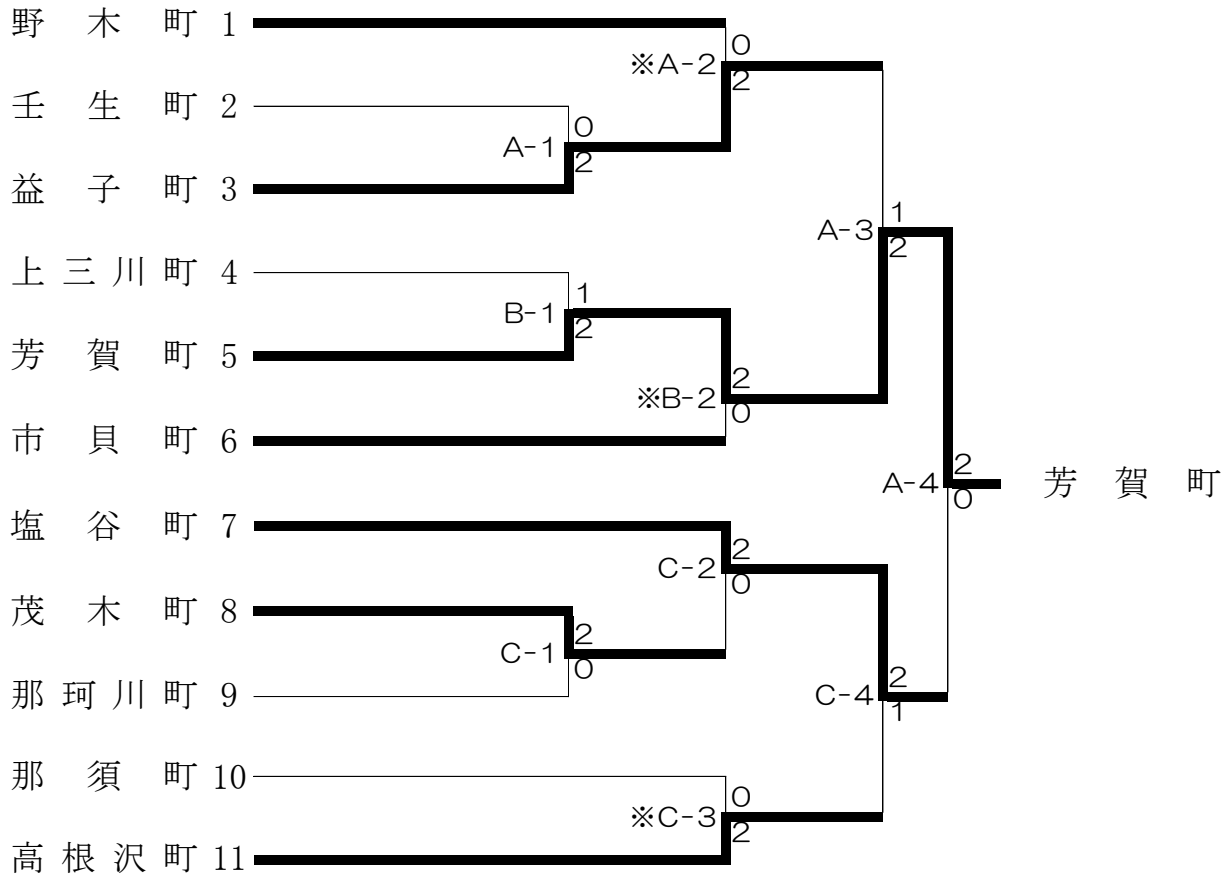 野木町 1
0
※A-2
2
壬生町 2
0
A-1
2
益子町 3
1
A-3
2
上三川町 4
1
B-1
2
芳賀町 5
2
※B-2
0
市貝町 6
2
A-4
0
芳賀町
塩谷町 7
2
C-2
0
茂木町 8
2
C-1
0
那珂川町 9
2
C-4
1
那須町 10
0
※C-3
2
高根沢町 11